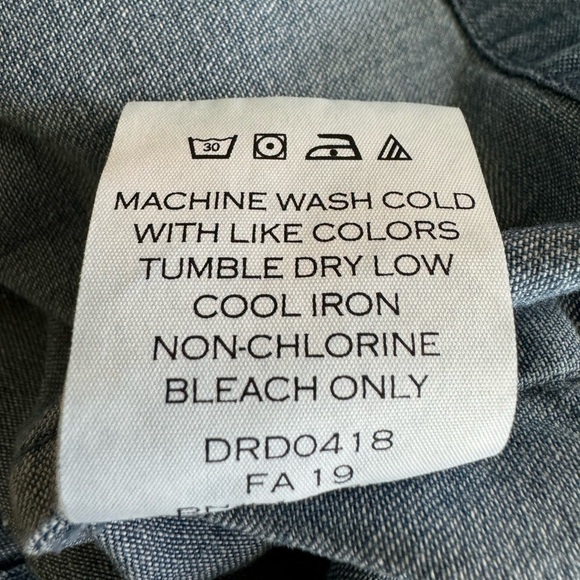 30
MACHINE WASH COLD
WITH LIKE COLORS
TUMBLE DRY LOW
COOL IRON
NON-CHLORINE
BLEACH ONLY
DRD0418
FA 19